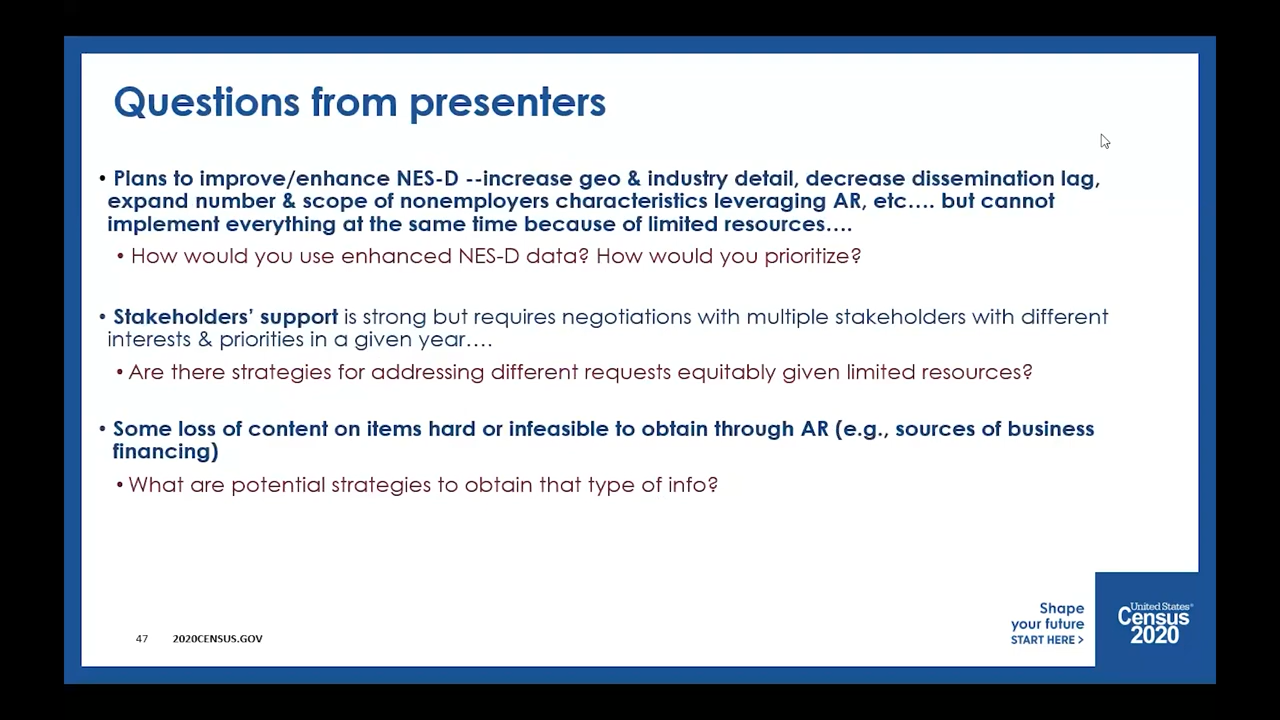 Questions from presenters
• Plans to improve/enhance NES-D --increase geo & industry detail, decrease dissemination lag,
expand number & scope of nonemployers characteristics leveraging AR, etc…. but cannot
implement everything at the same time because of limited resources….
• How would you use enhanced NES-D data? How would you prioritize?
• Stakeholders' support is strong but requires negotiations with multiple stakeholders with different
interests & priorities in a given year….
• Are there strategies for addressing different requests equitably given limited resources?
• Some loss of content on items hard or infeasible to obtain through AR (e.g., sources of business
financing)
• What are potential strategies to obtain that type of info?
47 2020CENSUS.GOV
Shape
your future
START HERE >
United States®
Census
2020